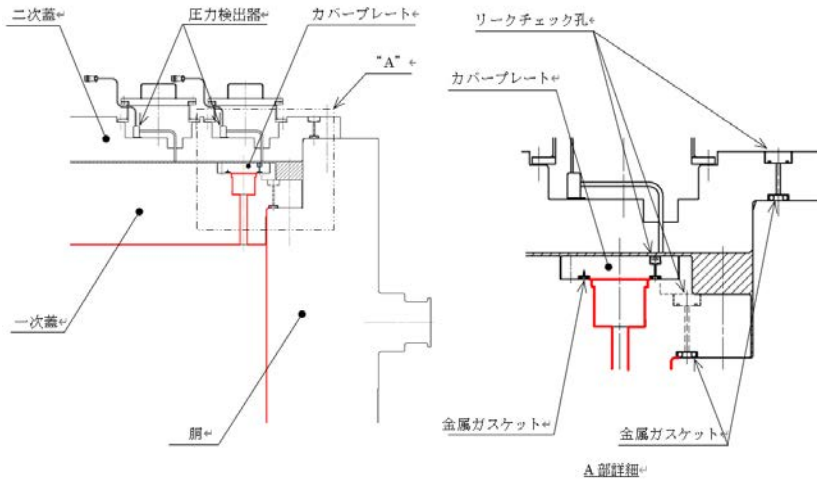 二次蓋
圧力検出器
カバープレート
“A”
一次蓋
胴
リークチェック孔
カバープレート
金属ガスケット
金属ガスケット
A部詳細